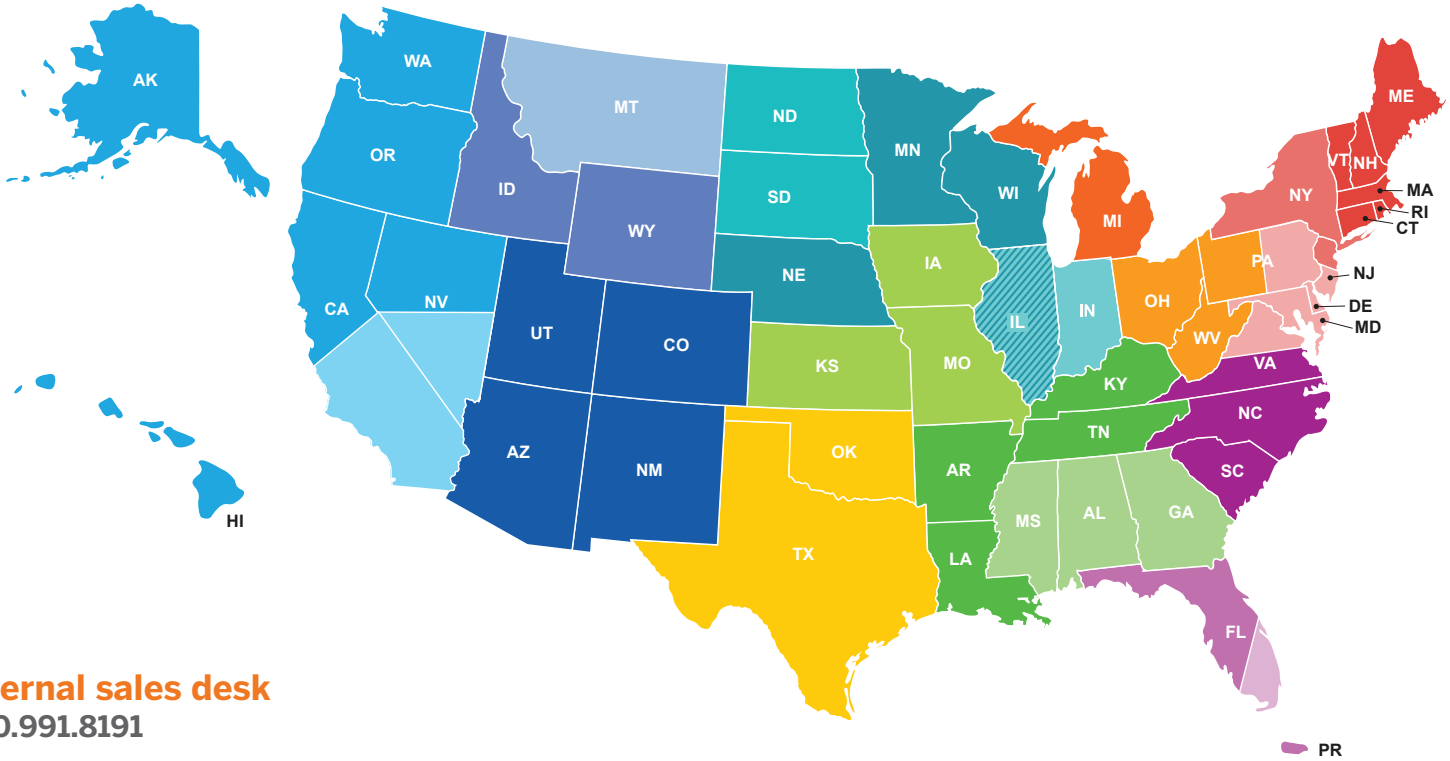 AK
WA
MT
ND
MN
ME
OR
ID
SD
WI
MI
NY
VT
NH
MA
RI
CT
WY
NE
IA
PA
NJ
CA
NV
UT
CO
KS
MO
IL
IN
OH
WV
DE
MD
VA
KY
NC
TN
SC
AZ
NM
OK
AR
MS
AL
GA
HI
TX
LA
FL
ernal sales desk
0.991.8191
PR